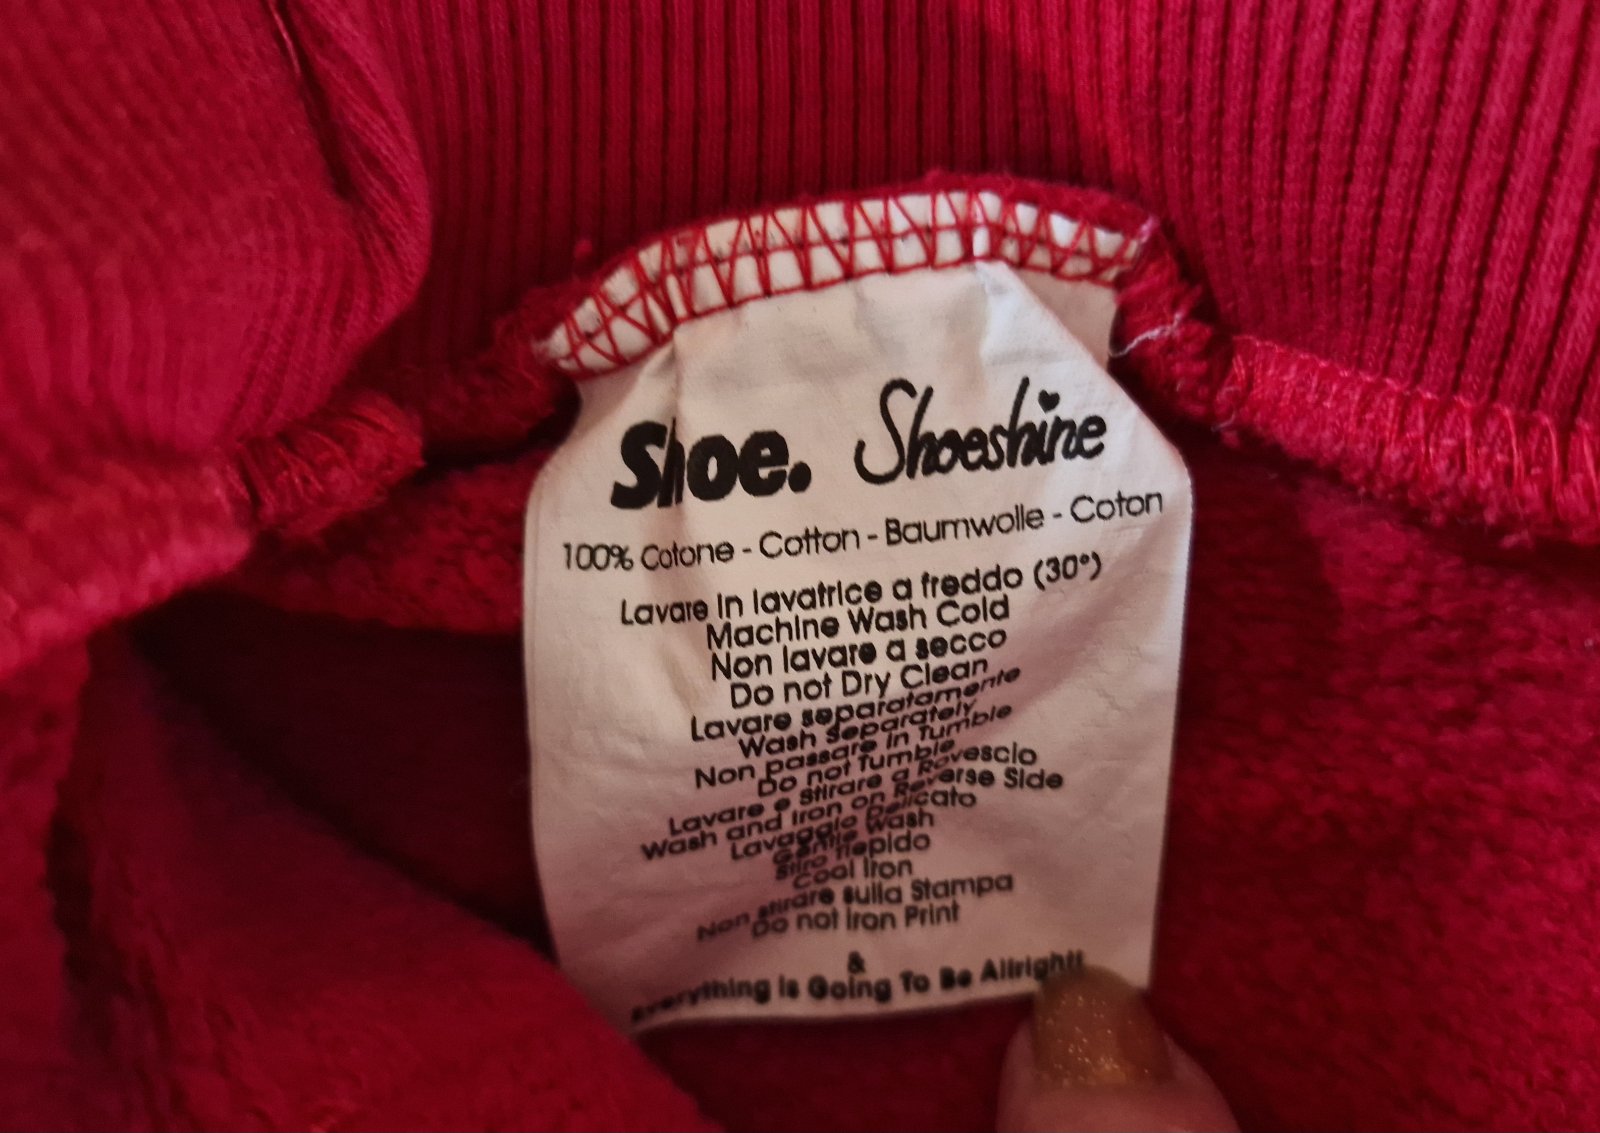 Shoe. Shoeshine
100% Cotone - Cotton - Baumwolle - Coton
Lavare in lavatrice a freddo (30°)
Machine Wash Cold
Non lavare a secco
Do not Dry Clean
Lavare separatamente
Wash Separately
Non passare in Tumble
Do not Tumble
Lavare e Stirare a Rovescio
Wash and Iron on Reverse Side
Lavaggio Delicato
Gentle Wash
Stiro Tiepido
Cool Iron
Non stirare sulla Stampa
Do not Iron Print
&
Everything is Going To Be Allright!